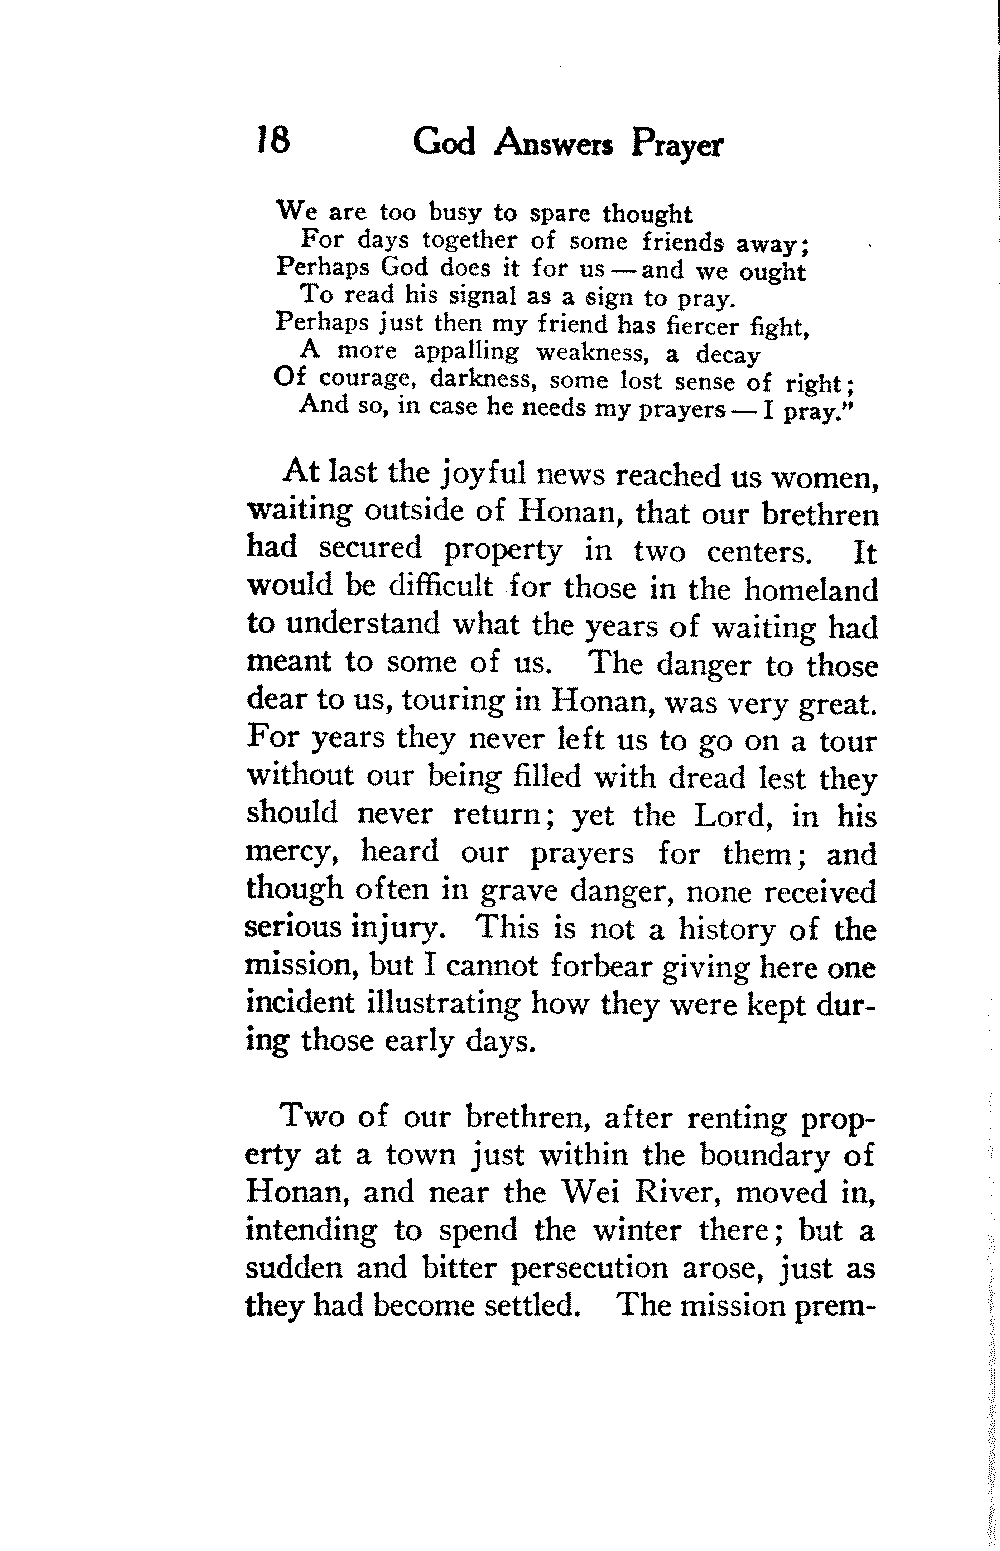 18 God Answers Prayer
We are too busy to spare thought
For days together of some friends away;
Perhaps God does it for us — and we ought
To read his signal as a sign to pray.
Perhaps just then my friend has fiercer fight,
A more appalling weakness, a decay
Of courage, darkness, some lost sense of right;
And so, in case he needs my prayers — I pray."
At last the joyful news reached us women,
waiting outside of Honan, that our brethren
had secured property in two centers. It
would be difficult for those in the homeland
to understand what the years of waiting had
meant to some of us. The danger to those
dear to us, touring in Honan, was very great.
For years they never left us to go on a tour
without our being filled with dread lest they
should never return; yet the Lord, in his
mercy, heard our prayers for them; and
though often in grave danger, none received
serious injury. This is not a history of the
mission, but I cannot forbear giving here one
incident illustrating how they were kept dur-
ing those early days.
Two of our brethren, after renting prop-
erty at a town just within the boundary of
Honan, and near the Wei River, moved in,
intending to spend the winter there; but a
sudden and bitter persecution arose, just as
they had become settled. The mission prem-